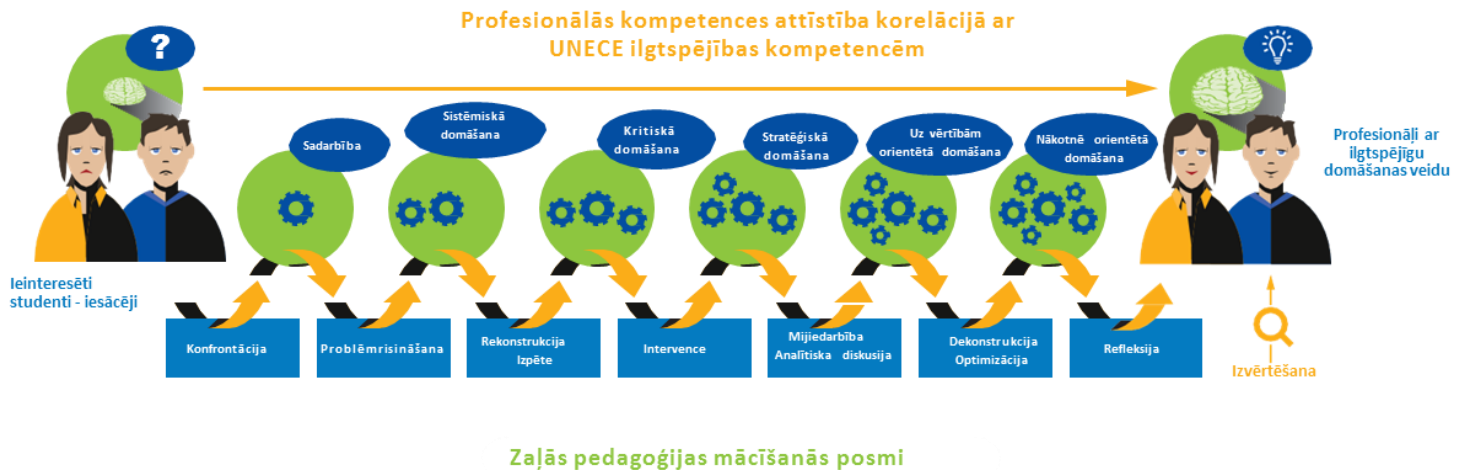 Profesionālās kompetences attīstība korelācijā ar
UNECE ilgtspējības kompetencēm
?
Sadarbība
Sistēmiskā
domāšana
Kritiskā
domāšana
Stratēģiskā
domāšana
Uz vērtībām
orientētā domāšana
Nākotnē orientētā
domāšana
Profesionāļi ar
ilgtspējīgu
domāšanas veidu
Ieinteresēti
studenti - iesācēji
Konfrontācija
Problēmrisināšana
Rekonstrukcija
Izpēte
Intervence
Mijiedarbība
Analītiska diskusija
Dekonstrukcija
Optimizācija
Refleksija
Izvērtēšana
Zaļās pedagoģijas mācīšanās posmi